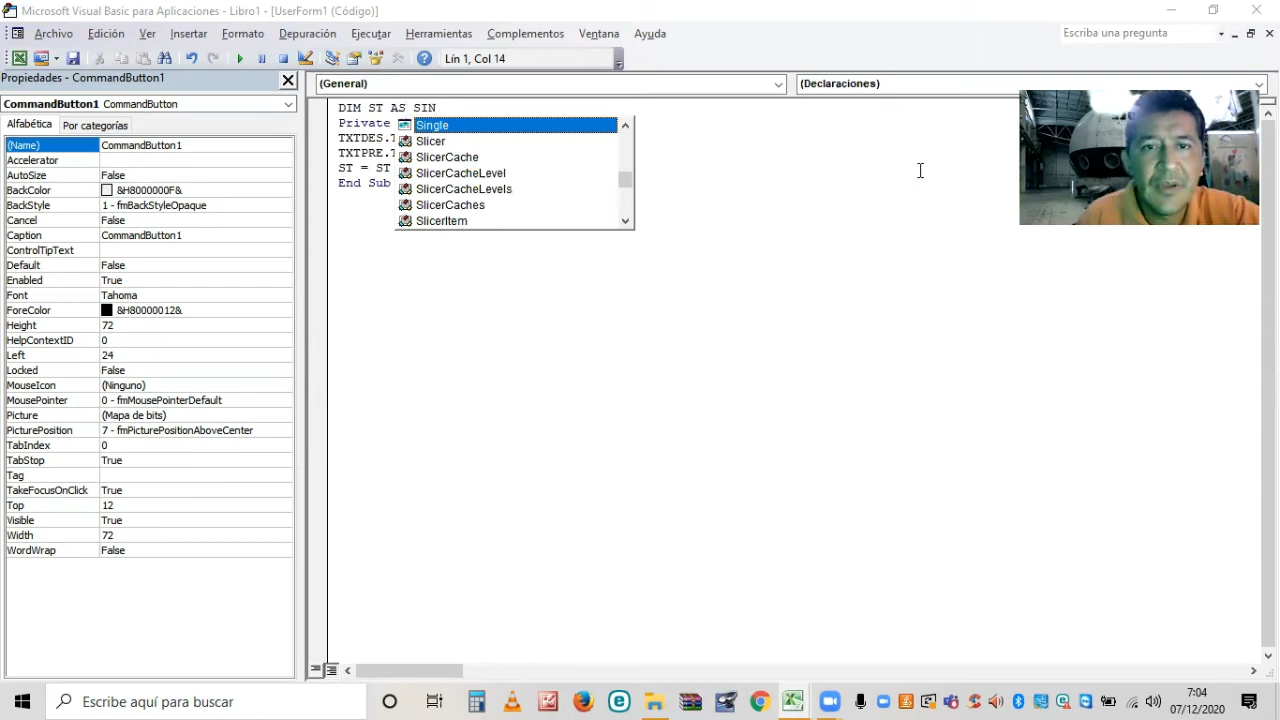 Microsoft Visual Basic para Aplicaciones - Libro1 - [UserForm1 (Código)]
Archivo Edición Ver Insertar Formato Depuración Ejecutar Herramientas Complementos Ventana Ayuda
Escriba una pregunta
Lín 1, Col 14
Propiedades - CommandButton1
CommandButton1 CommandButton
Alfabética Por categorías
(Name) CommandButton1
Accelerator
AutoSize False
BackColor &H8000000F&
BackStyle 1 - fmBackStyleOpaque
Cancel False
Caption CommandButton1
ControlTipText
Default False
Enabled True
Font Tahoma
ForeColor &H80000012&
Height 72
HelpContextID 0
Left 24
Locked False
MouseIcon (Ninguno)
MousePointer 0 - fmMousePointerDefault
Picture (Mapa de bits)
PicturePosition 7 - fmPicturePositionAboveCenter
TabIndex 0
TabStop True
Tag
TakeFocusOnClick True
Top 12
Visible True
Width 72
WordWrap False
(General) (Declaraciones)
DIM ST AS SIN
Private
TXTDES.
TXTPRE.
ST = ST
End Sub
Single
Slicer
SlicerCache
SlicerCacheLevel
SlicerCacheLevels
SlicerCaches
SlicerItem
Escribe aquí para buscar
7:04
07/12/2020